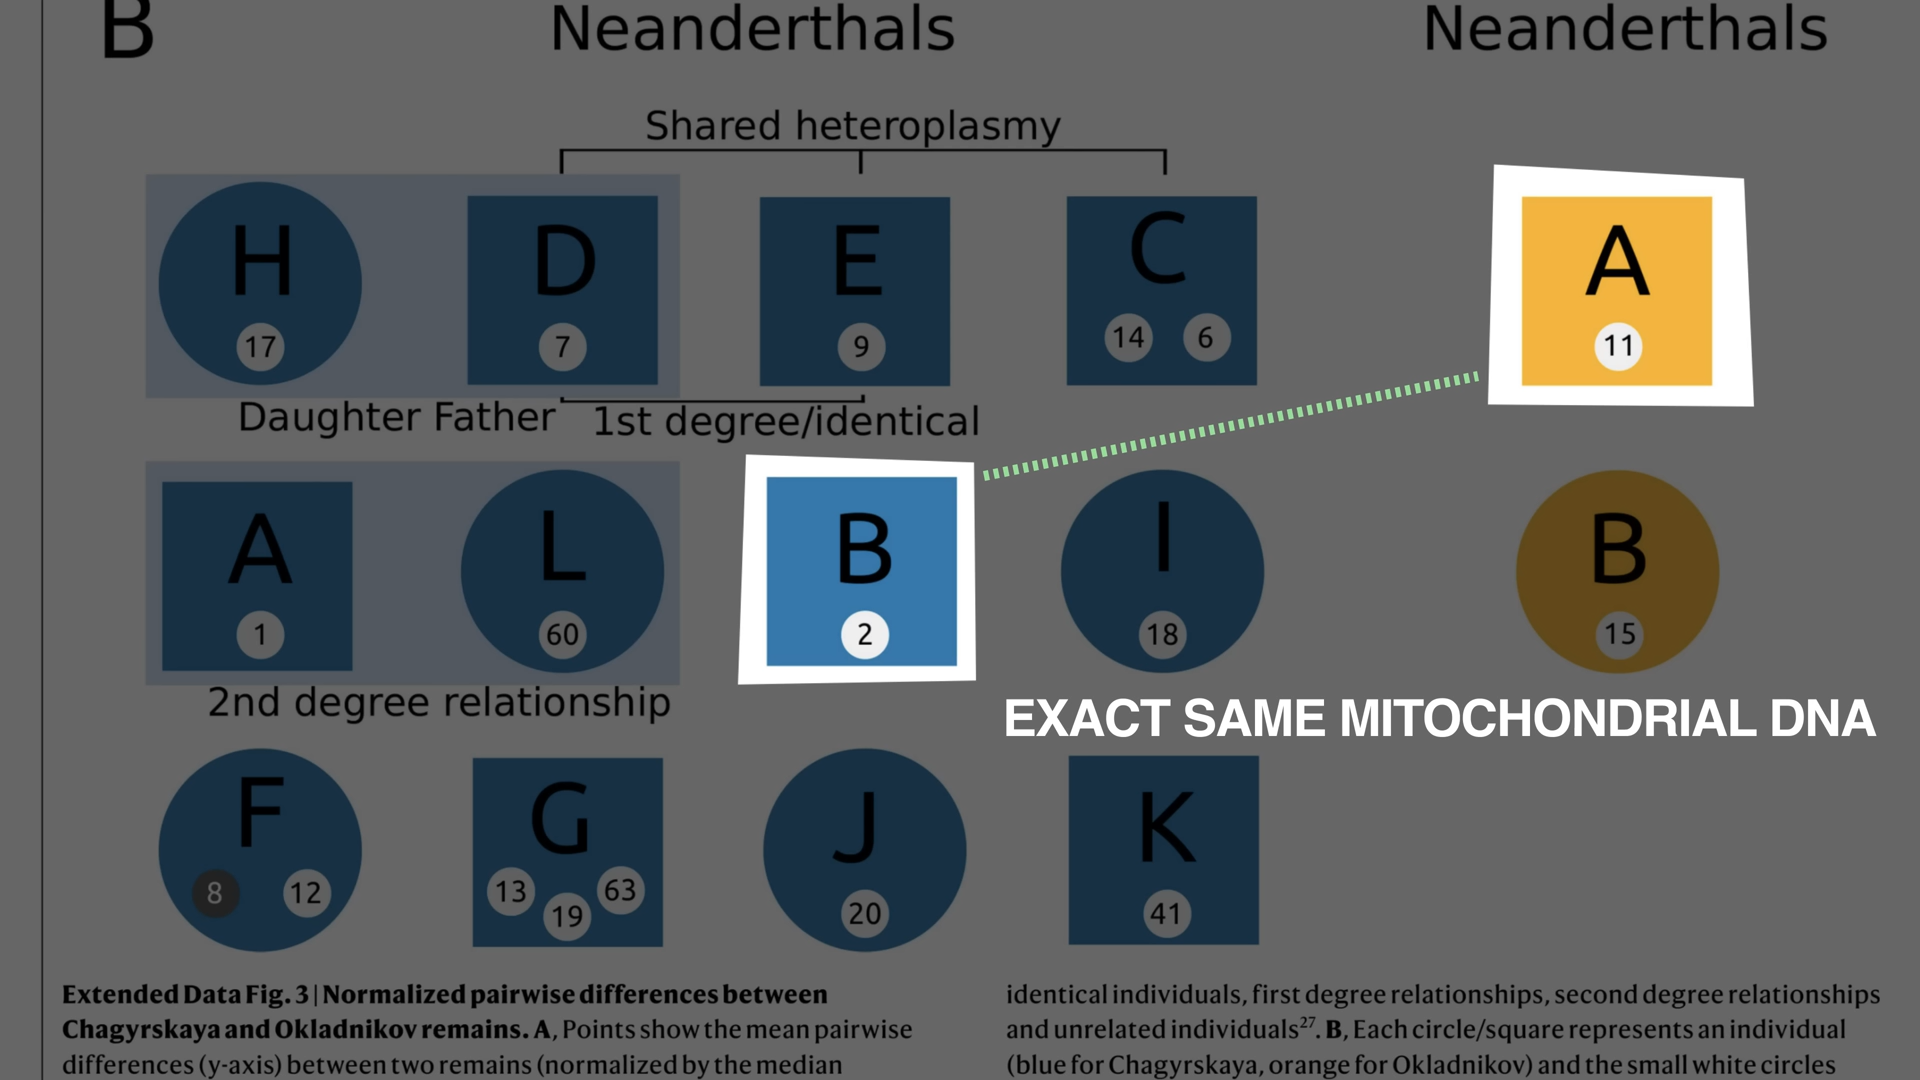 B
Neanderthals
Neanderthals
Shared heteroplasmy
H
D
E
C
A
17
7
9
14
6
11
Daughter Father
1st degree/identical
A
L
B
I
B
1
60
2
18
15
2nd degree relationship
EXACT SAME MITOCHONDRIAL DNA
F
G
J
K
8
12
13
19
63
20
41
Extended Data Fig. 3 | Normalized pairwise differences between
Chagyrskaya and Okladnikov remains. A, Points show the mean pairwise
differences (y-axis) between two remains (normalized by the median
identical individuals, first degree relationships, second degree relationships
and unrelated individuals27. B, Each circle/square represents an individual
(blue for Chagyrskaya, orange for Okladnikov) and the small white circles